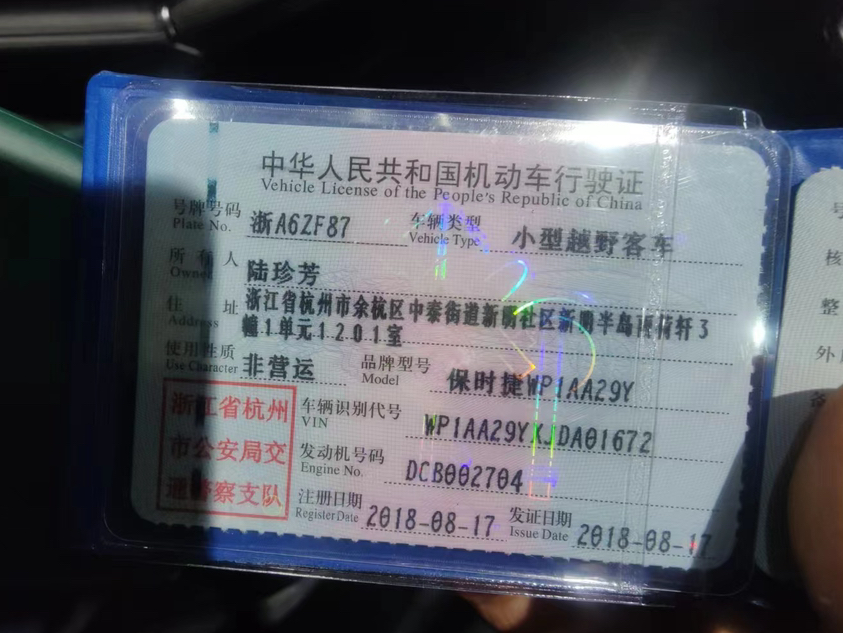 中华人民共和国机动车行驶证
Vehicle License of the People's Republic of China
号牌号码 浙A6ZF87 车辆类型 小型越野客车
Plate No. Vehicle Type
所有人 陆珍芳
Owner
住址 浙江省杭州市余杭区中泰街道新明社区新明半岛 轩3
Address 幢1单元1201室
使用性质 非营运 品牌型号 保时捷WP1AA29Y
Use Character Model
浙江省杭州
市公安局交
通警察支队
车辆识别代号 WP1AA29YXJDA01672
VIN
发动机号码 DCB002704
Engine No.
注册日期 2018-08-17 发证日期 2018-08-17
Register Date Issue Date
号
核
整
外